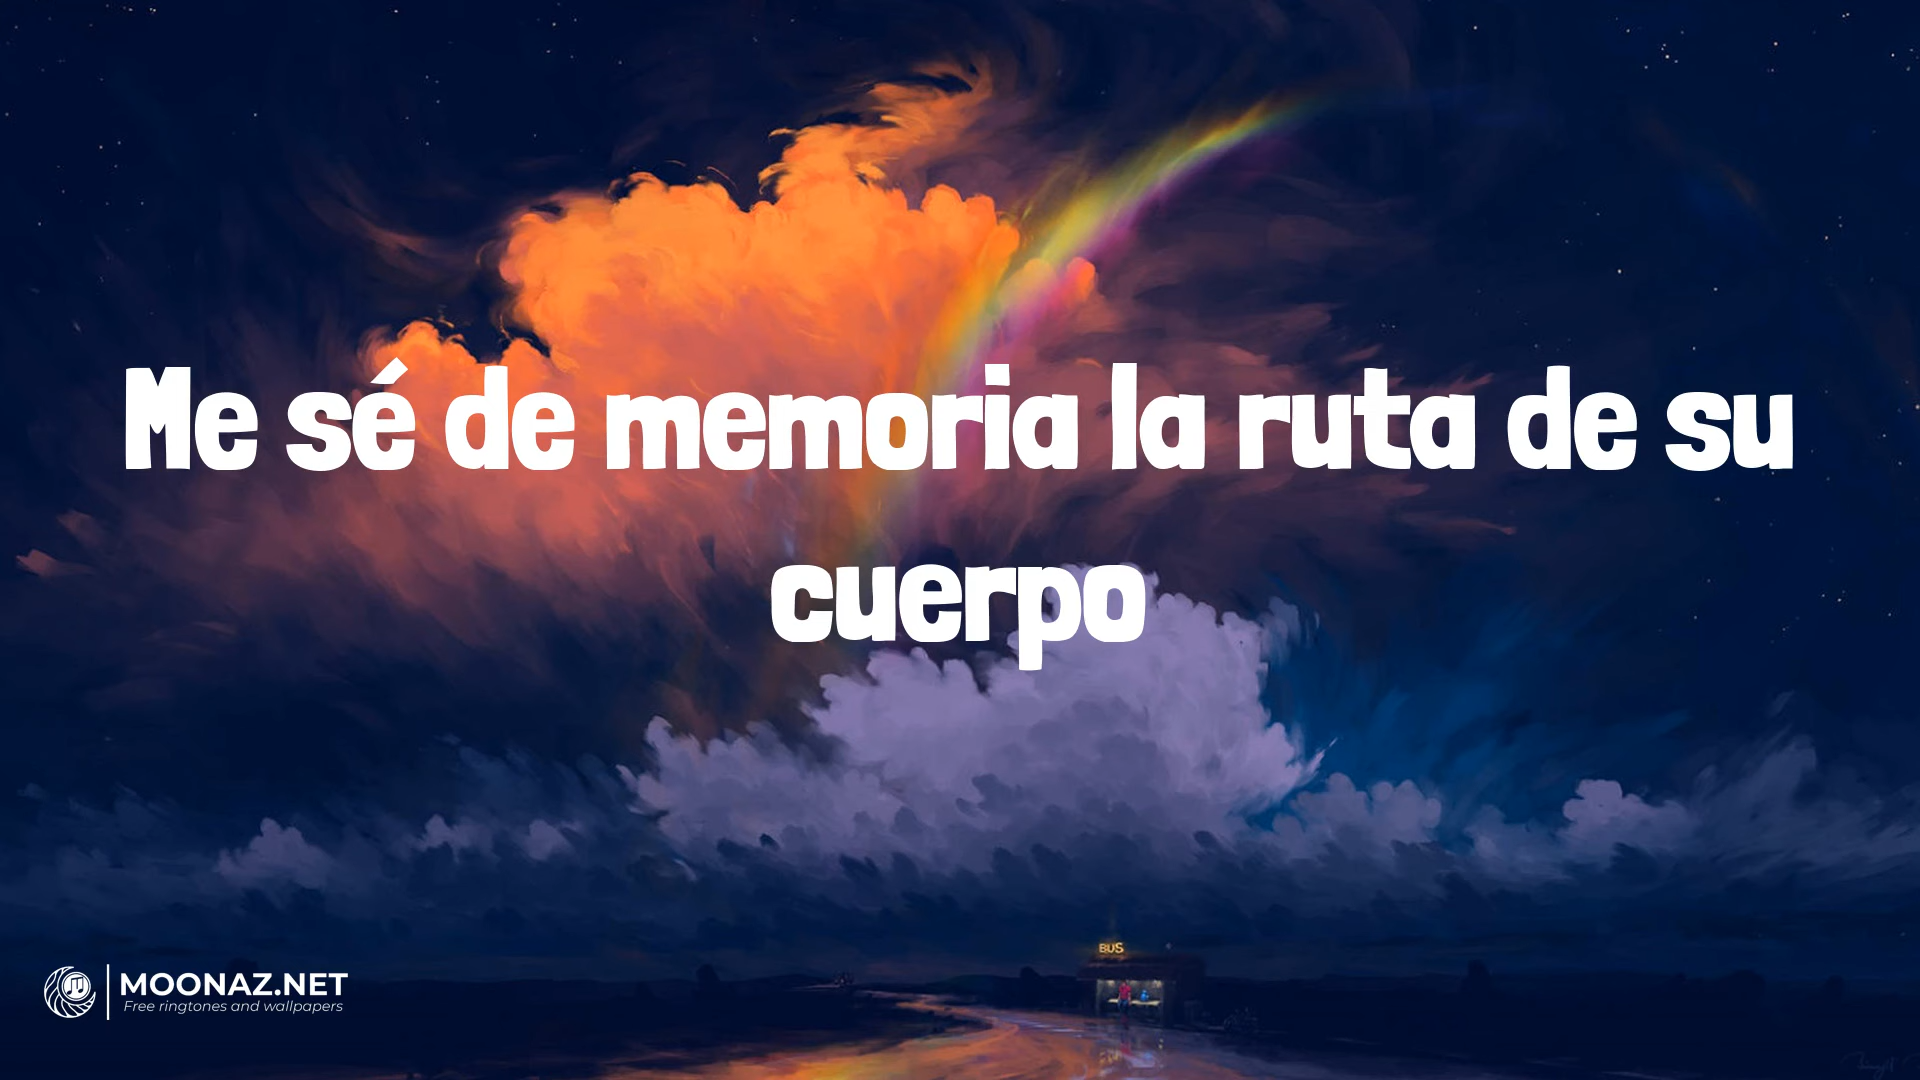 Me sé de memoria la ruta de su
cuerpo
BUS
MOONAZ.NET
Free ringtones and wallpapers